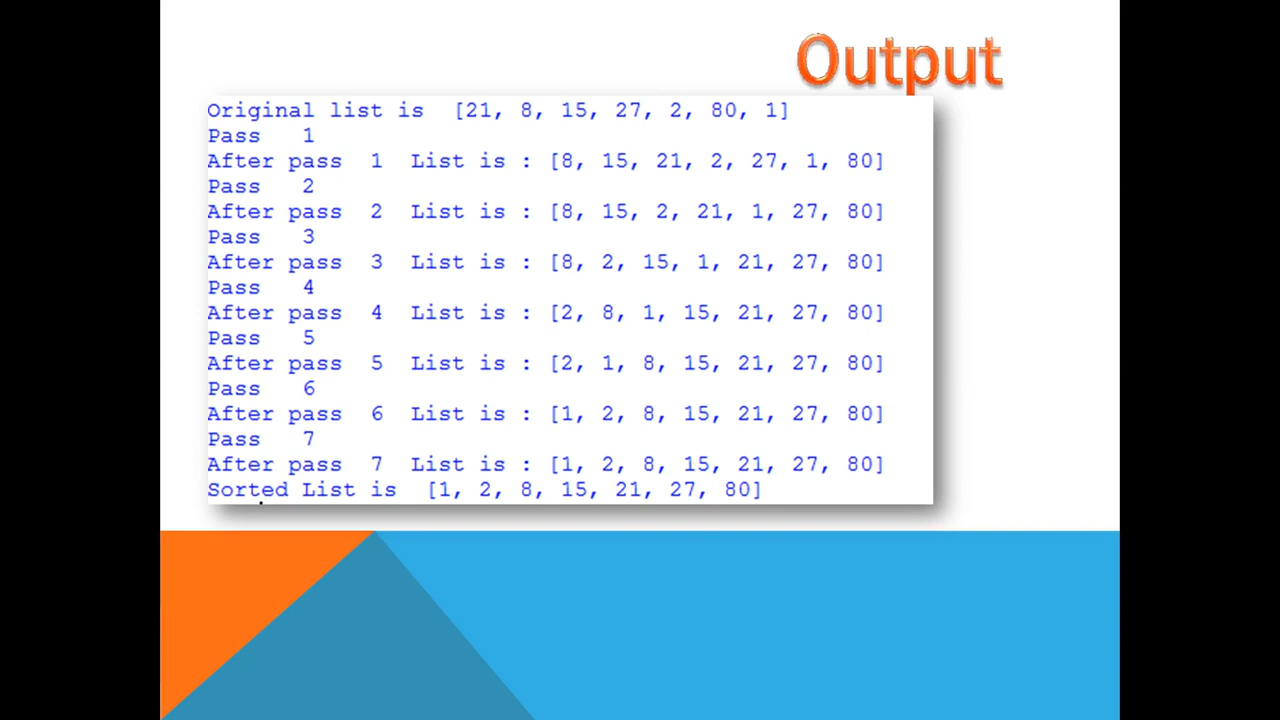 Output
Original list is  [21, 8, 15, 27, 2, 80, 1]
Pass   1
After pass  1  List is : [8, 15, 21, 2, 27, 1, 80]
Pass   2
After pass  2  List is : [8, 15, 2, 21, 1, 27, 80]
Pass   3
After pass  3  List is : [8, 2, 15, 1, 21, 27, 80]
Pass   4
After pass  4  List is : [2, 8, 1, 15, 21, 27, 80]
Pass   5
After pass  5  List is : [2, 1, 8, 15, 21, 27, 80]
Pass   6
After pass  6  List is : [1, 2, 8, 15, 21, 27, 80]
Pass   7
After pass  7  List is : [1, 2, 8, 15, 21, 27, 80]
Sorted List is  [1, 2, 8, 15, 21, 27, 80]